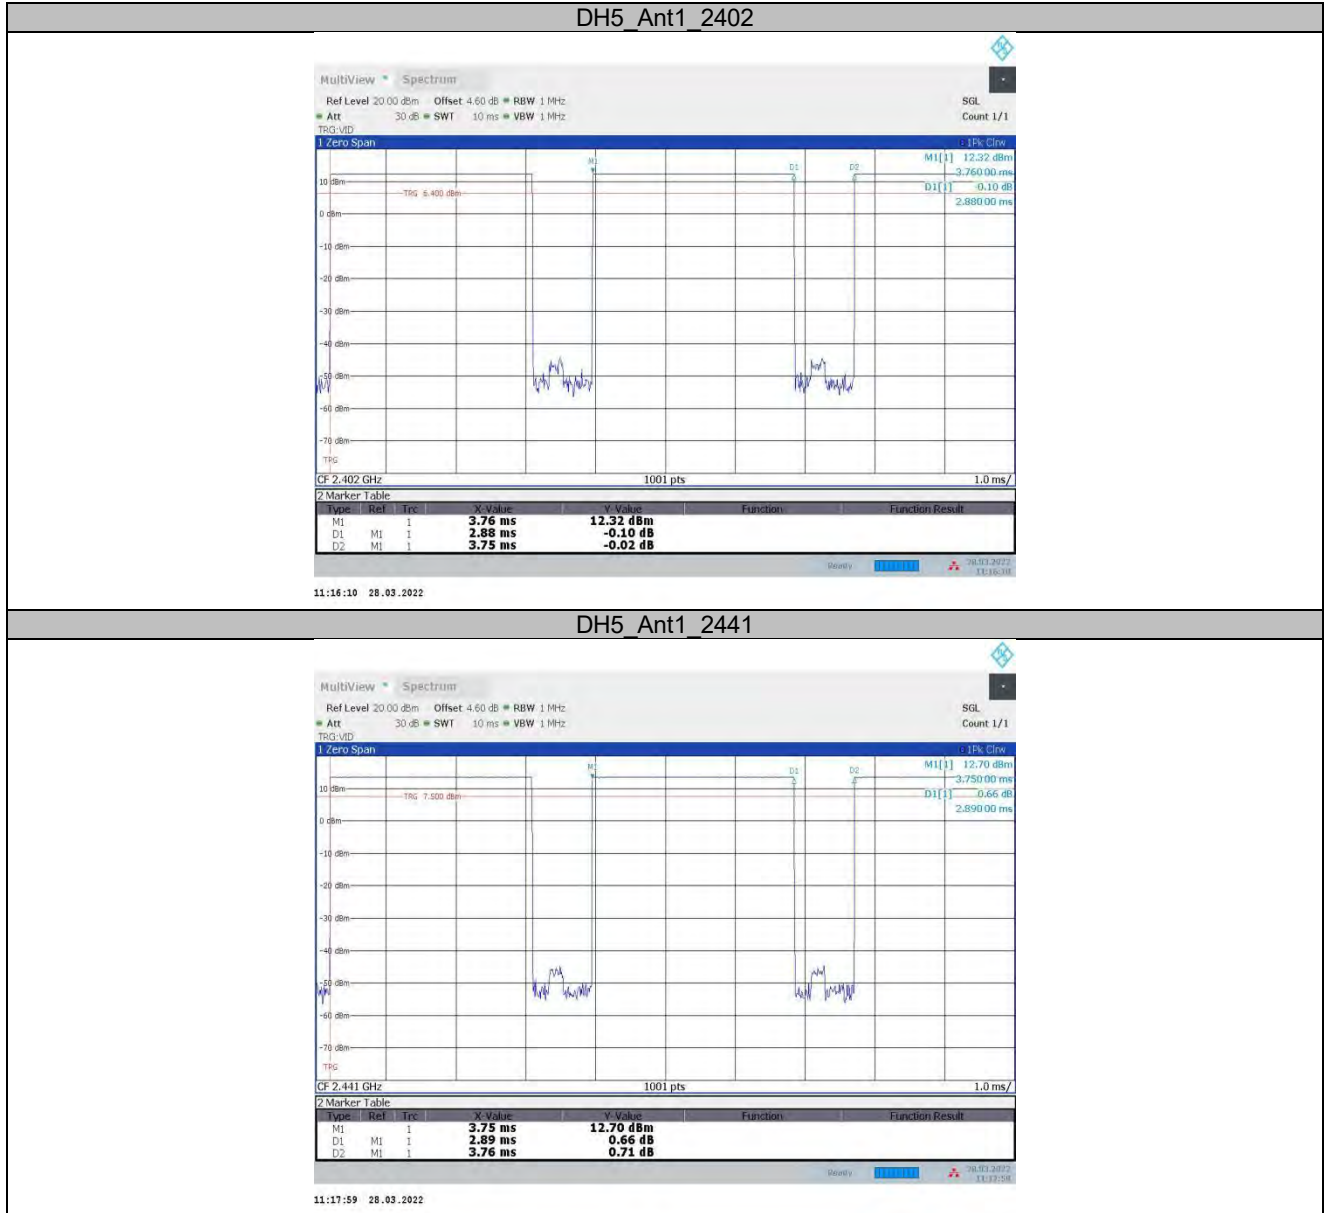 DH5_Ant1_2402
MultiView Spectrum
Ref Level 20.00 dBm Offset 4.60 dB RBW 1 MHz SGL
Att 30 dB SWT 10 ms VBW 1 MHz Count 1/1
TRG:VID
1 Zero Span 1Pk Clrw
M1[1] 12.32 dBm
3.76000 ms
D1[1] -0.10 dB
2.88000 ms
M1 D1 D2
10 dBm
TRG 6.400 dBm
0 dBm
-10 dBm
-20 dBm
-30 dBm
-40 dBm
-50 dBm
-60 dBm
-70 dBm
TRG
CF 2.402 GHz 1001 pts 1.0 ms/
2 Marker Table
Type Ref Trc X-Value Y-Value Function Function Result
M1 1 3.76 ms 12.32 dBm
D1 M1 1 2.88 ms -0.10 dB
D2 M1 1 3.75 ms -0.02 dB
Ready 28.03.2022
11:16:10
11:16:10 28.03.2022
DH5_Ant1_2441
MultiView Spectrum
Ref Level 20.00 dBm Offset 4.60 dB RBW 1 MHz SGL
Att 30 dB SWT 10 ms VBW 1 MHz Count 1/1
TRG:VID
1 Zero Span 1Pk Clrw
M1[1] 12.70 dBm
3.75000 ms
D1[1] 0.66 dB
2.89000 ms
M1 D1 D2
10 dBm
TRG 7.500 dBm
0 dBm
-10 dBm
-20 dBm
-30 dBm
-40 dBm
-50 dBm
-60 dBm
-70 dBm
TRG
CF 2.441 GHz 1001 pts 1.0 ms/
2 Marker Table
Type Ref Trc X-Value Y-Value Function Function Result
M1 1 3.75 ms 12.70 dBm
D1 M1 1 2.89 ms 0.66 dB
D2 M1 1 3.76 ms 0.71 dB
Ready 28.03.2022
11:17:59 28.03.2022